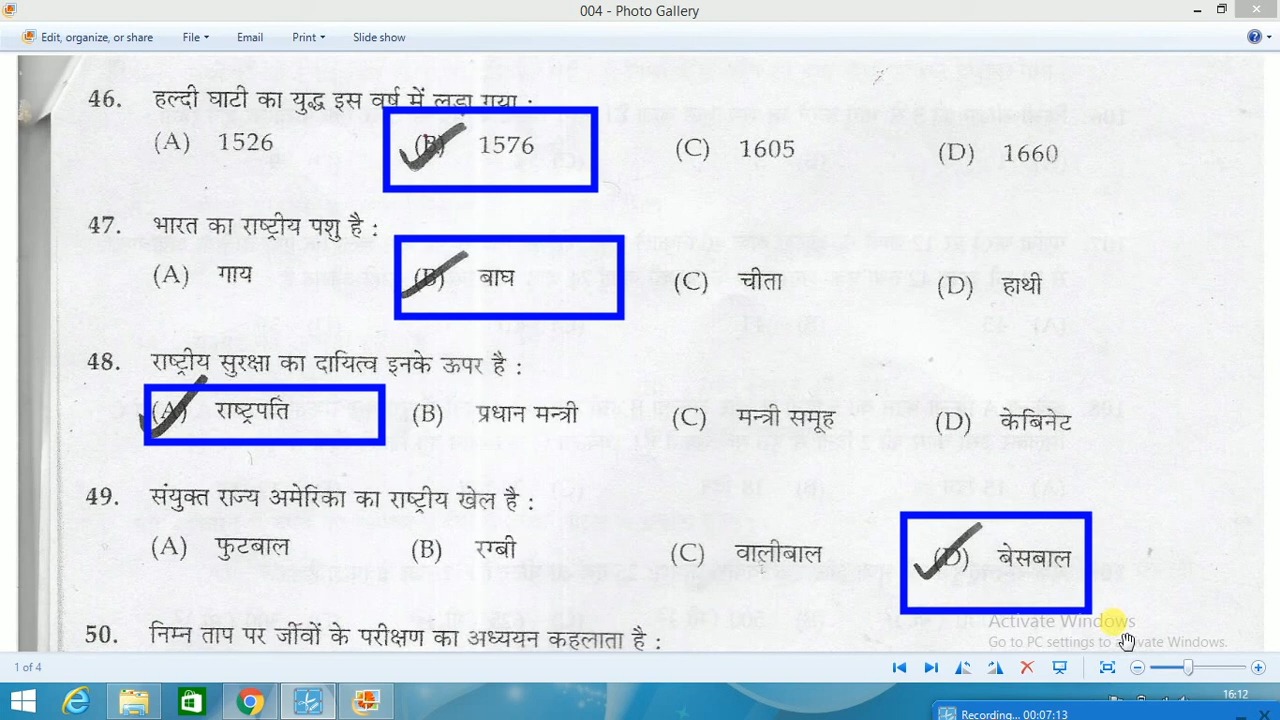 004 - Photo Gallery
Edit, organize, or share File Email Print Slide show
46. हल्दी घाटी का युद्ध इस वर्ष में लड़ा गया :
(A) 1526 (B) 1576 (C) 1605 (D) 1660
47. भारत का राष्ट्रीय पशु है :
(A) गाय (B) बाघ (C) चीता (D) हाथी
48. राष्ट्रीय सुरक्षा का दायित्व इनके ऊपर है :
(A) राष्ट्रपति (B) प्रधान मन्त्री (C) मन्त्री समूह (D) केबिनेट
49. संयुक्त राज्य अमेरिका का राष्ट्रीय खेल है :
(A) फुटबाल (B) रग्बी (C) वालीबाल (D) बेसबाल
50. निम्न ताप पर जींवों के परीक्षण का अध्ययन कहलाता है :
Activate Windows
Go to PC settings to activate Windows.
1 of 4
16:12
Recording... 00:07:13